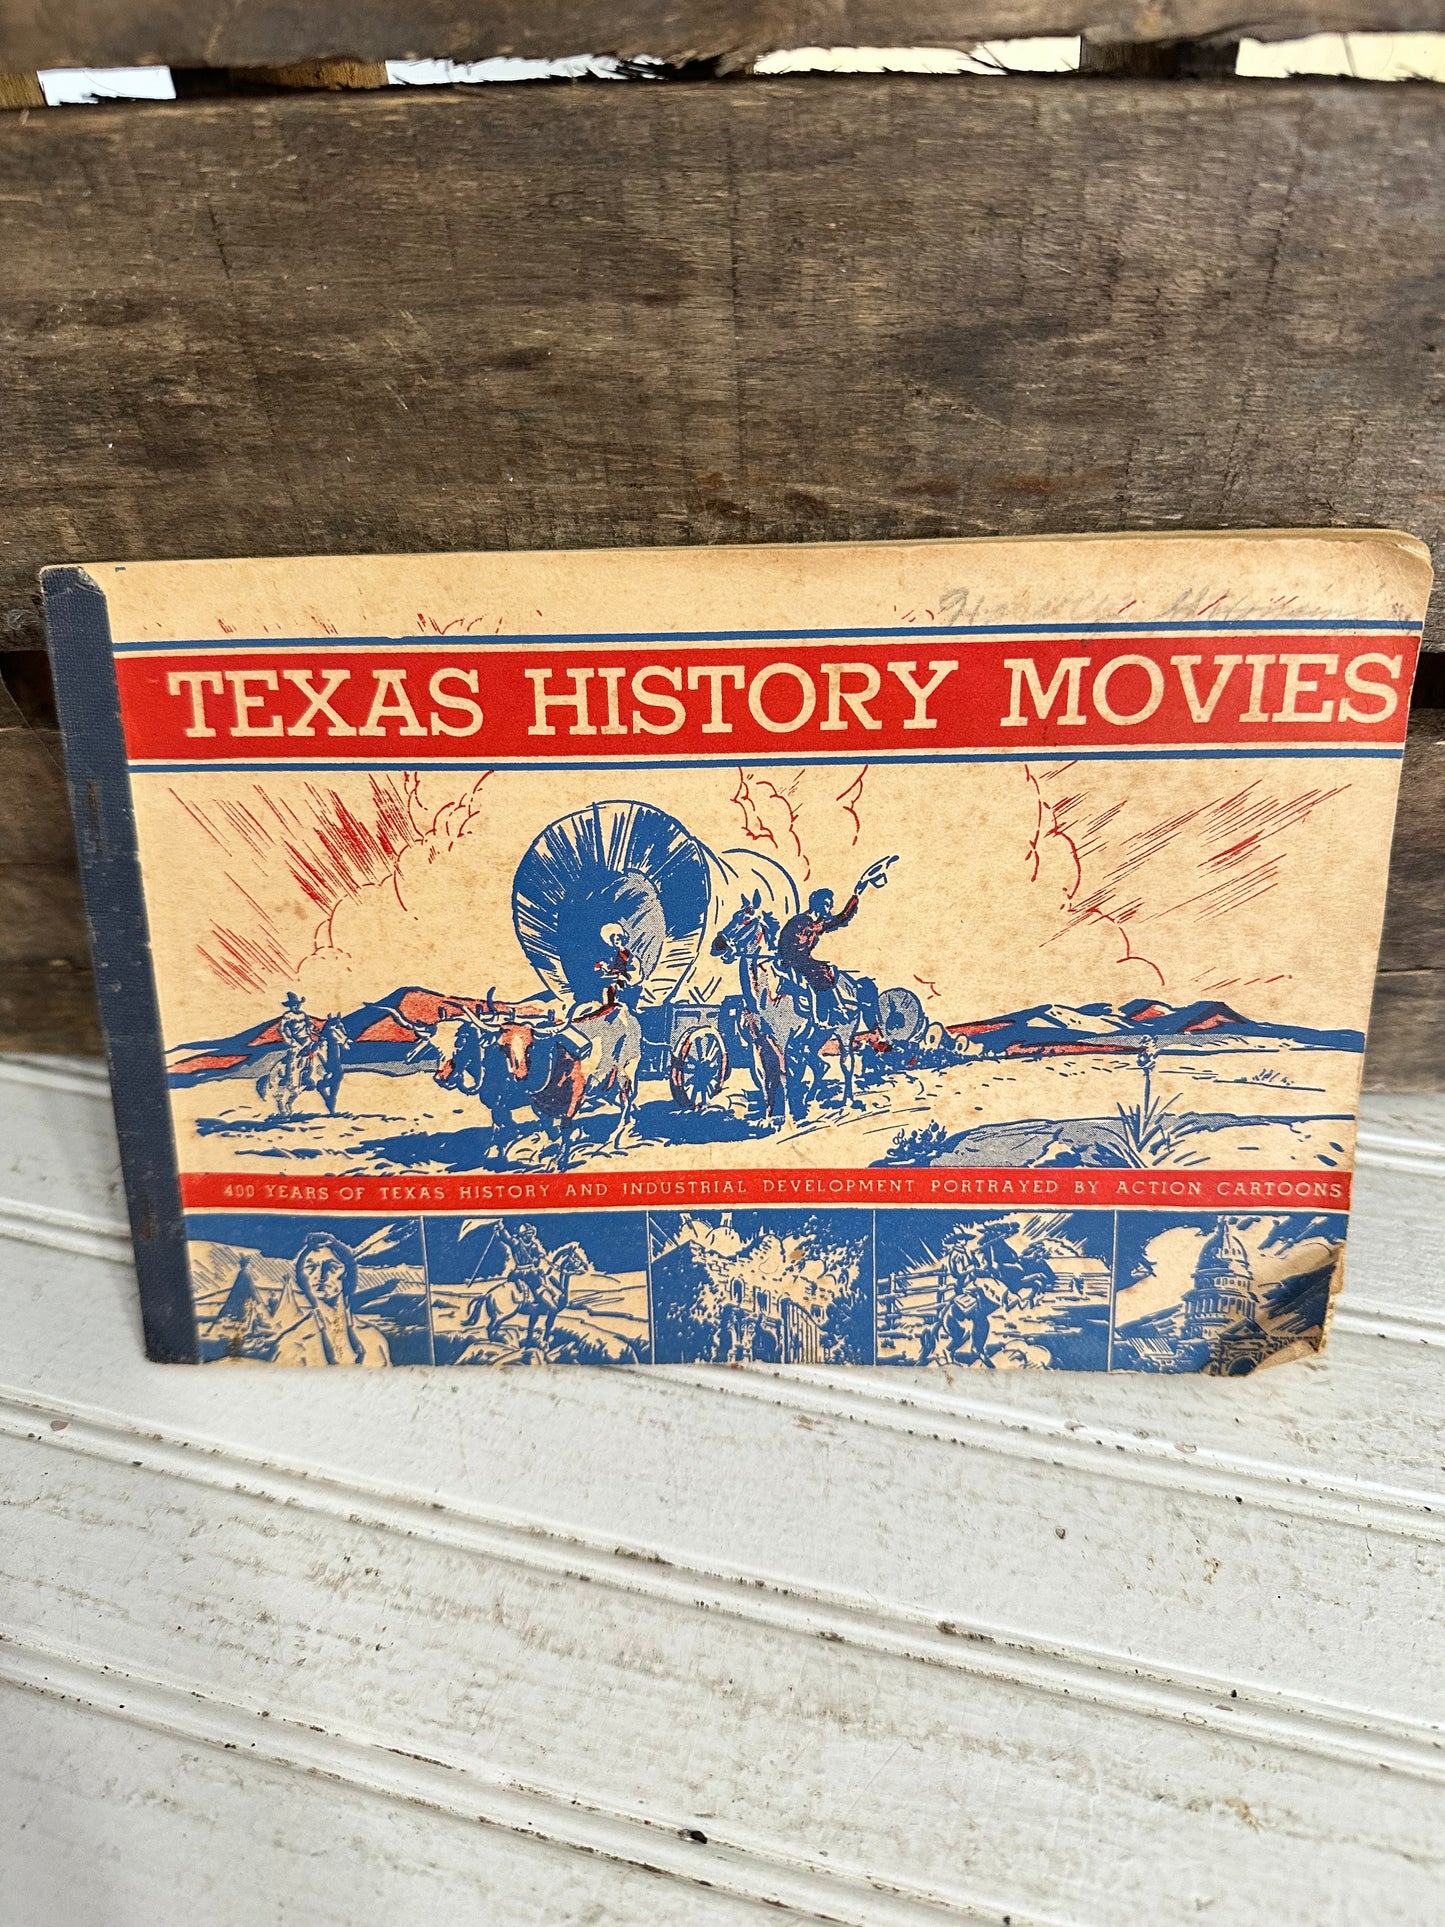 TEXAS HISTORY MOVIES
400 YEARS OF TEXAS HISTORY AND INDUSTRIAL DEVELOPMENT PORTRAYED BY ACTION CARTOONS